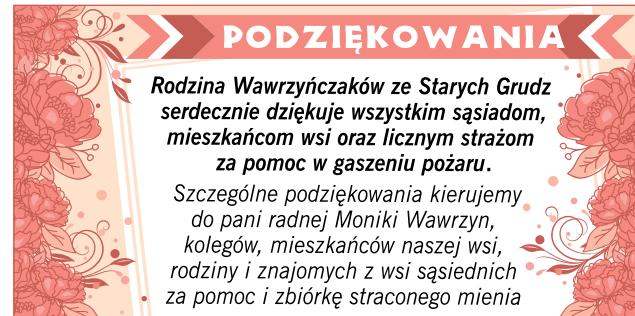 PODZIĘKOWANIA
Rodzina Wawrzyńczaków ze Starych Grudz
serdecznie dziękuje wszystkim sąsiadom,
mieszkańcom wsi oraz licznym strażom
za pomoc w gaszeniu pożaru.
Szczególne podziękowania kierujemy
do pani radnej Moniki Wawrzyn,
kolegów, mieszkańców naszej wsi,
rodziny i znajomych z wsi sąsiednich
za pomoc i zbiórkę straconego mienia